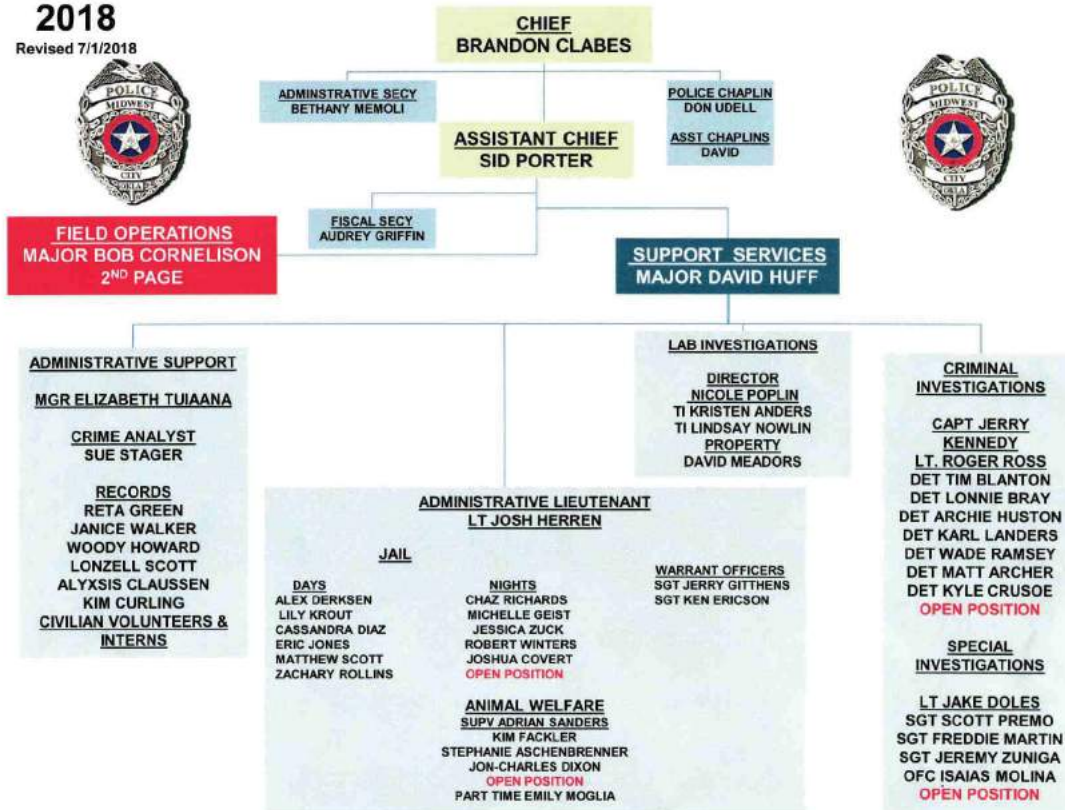 2018
Revised 7/1/2018
POLICE
MIDWEST
CITY
OKLA
CHIEF
BRANDON CLABES
ADMINSTRATIVE SECY
BETHANY MEMOLI
POLICE CHAPLIN
DON UDELL
ASST CHAPLINS
DAVID
POLICE
MIDWEST
CITY
OKLA
ASSISTANT CHIEF
SID PORTER
FISCAL SECY
AUDREY GRIFFIN
FIELD OPERATIONS
MAJOR BOB CORNELISON
2ND PAGE
SUPPORT SERVICES
MAJOR DAVID HUFF
ADMINISTRATIVE SUPPORT
MGR ELIZABETH TUIAANA
CRIME ANALYST
SUE STAGER
RECORDS
RETA GREEN
JANICE WALKER
WOODY HOWARD
LONZELL SCOTT
ALYXSIS CLAUSSEN
KIM CURLING
CIVILIAN VOLUNTEERS &
INTERNS
ADMINISTRATIVE LIEUTENANT
LT JOSH HERREN
JAIL
DAYS
ALEX DERKSEN
LILY KROUT
CASSANDRA DIAZ
ERIC JONES
MATTHEW SCOTT
ZACHARY ROLLINS
NIGHTS
CHAZ RICHARDS
MICHELLE GEIST
JESSICA ZUCK
ROBERT WINTERS
JOSHUA COVERT
OPEN POSITION
WARRANT OFFICERS
SGT JERRY GITTHENS
SGT KEN ERICSON
ANIMAL WELFARE
SUPV ADRIAN SANDERS
KIM FACKLER
STEPHANIE ASCHENBRENNER
JON-CHARLES DIXON
OPEN POSITION
PART TIME EMILY MOGLIA
LAB INVESTIGATIONS
DIRECTOR
NICOLE POPLIN
TI KRISTEN ANDERS
TI LINDSAY NOWLIN
PROPERTY
DAVID MEADORS
CRIMINAL
INVESTIGATIONS
CAPT JERRY
KENNEDY
LT. ROGER ROSS
DET TIM BLANTON
DET LONNIE BRAY
DET ARCHIE HUSTON
DET KARL LANDERS
DET WADE RAMSEY
DET MATT ARCHER
DET KYLE CRUSOE
OPEN POSITION
SPECIAL
INVESTIGATIONS
LT JAKE DOLES
SGT SCOTT PREMO
SGT FREDDIE MARTIN
SGT JEREMY ZUNIGA
OFC ISAIAS MOLINA
OPEN POSITION